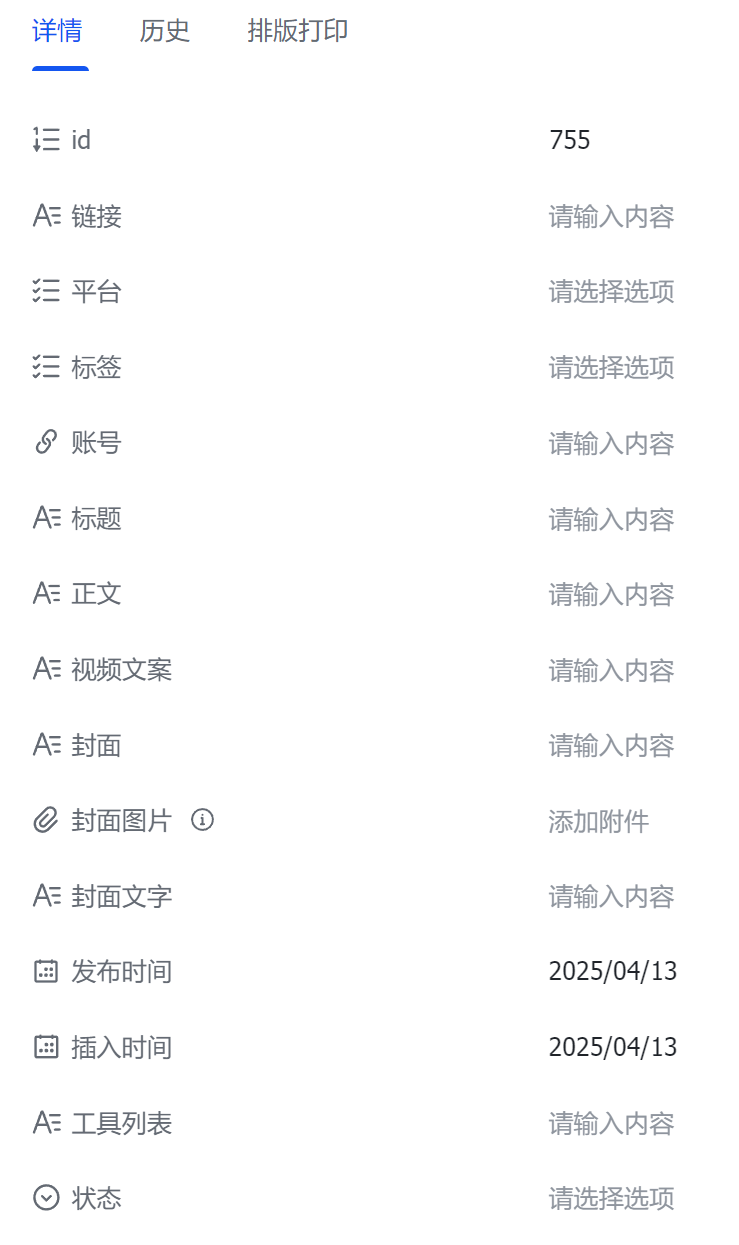 详情 历史 排版打印
id 755
链接 请输入内容
平台 请选择选项
标签 请选择选项
账号 请输入内容
标题 请输入内容
正文 请输入内容
视频文案 请输入内容
封面 请输入内容
封面图片 添加附件
封面文字 请输入内容
发布时间 2025/04/13
插入时间 2025/04/13
工具列表 请输入内容
状态 请选择选项